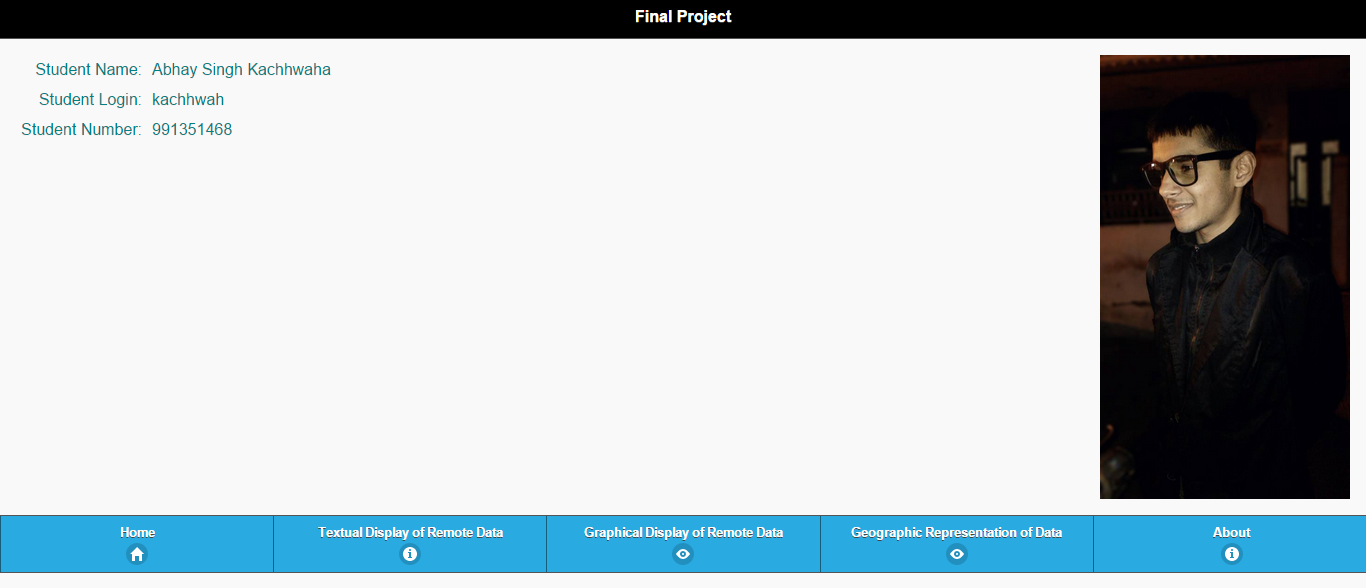 Final Project
Student Name: Abhay Singh Kachhwaha
Student Login: kachhwah
Student Number: 991351468
Home
Textual Display of Remote Data
Graphical Display of Remote Data
Geographic Representation of Data
About